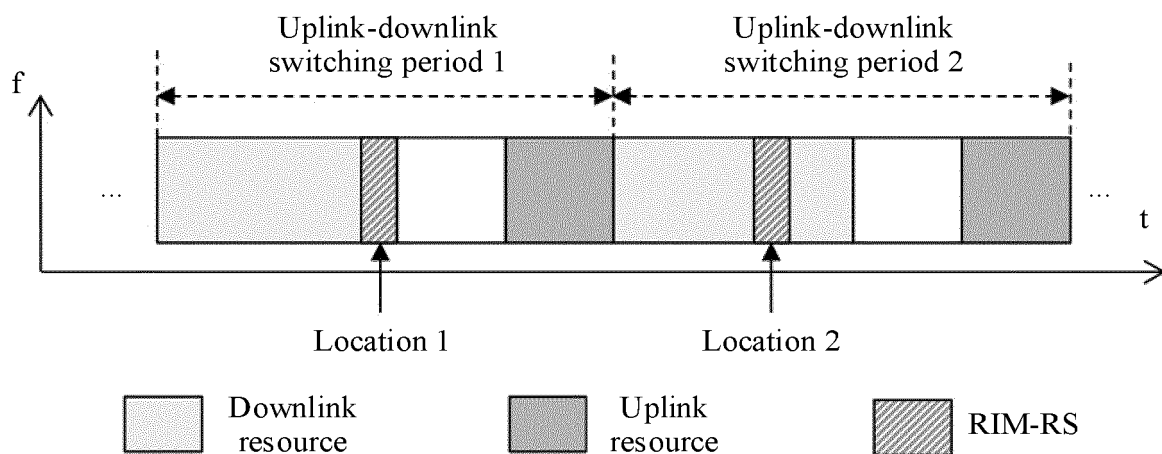 Uplink-downlink
switching period 1
Uplink-downlink
switching period 2
f
...
...
t
Location 1
Location 2
Downlink
resource
Uplink
resource
RIM-RS